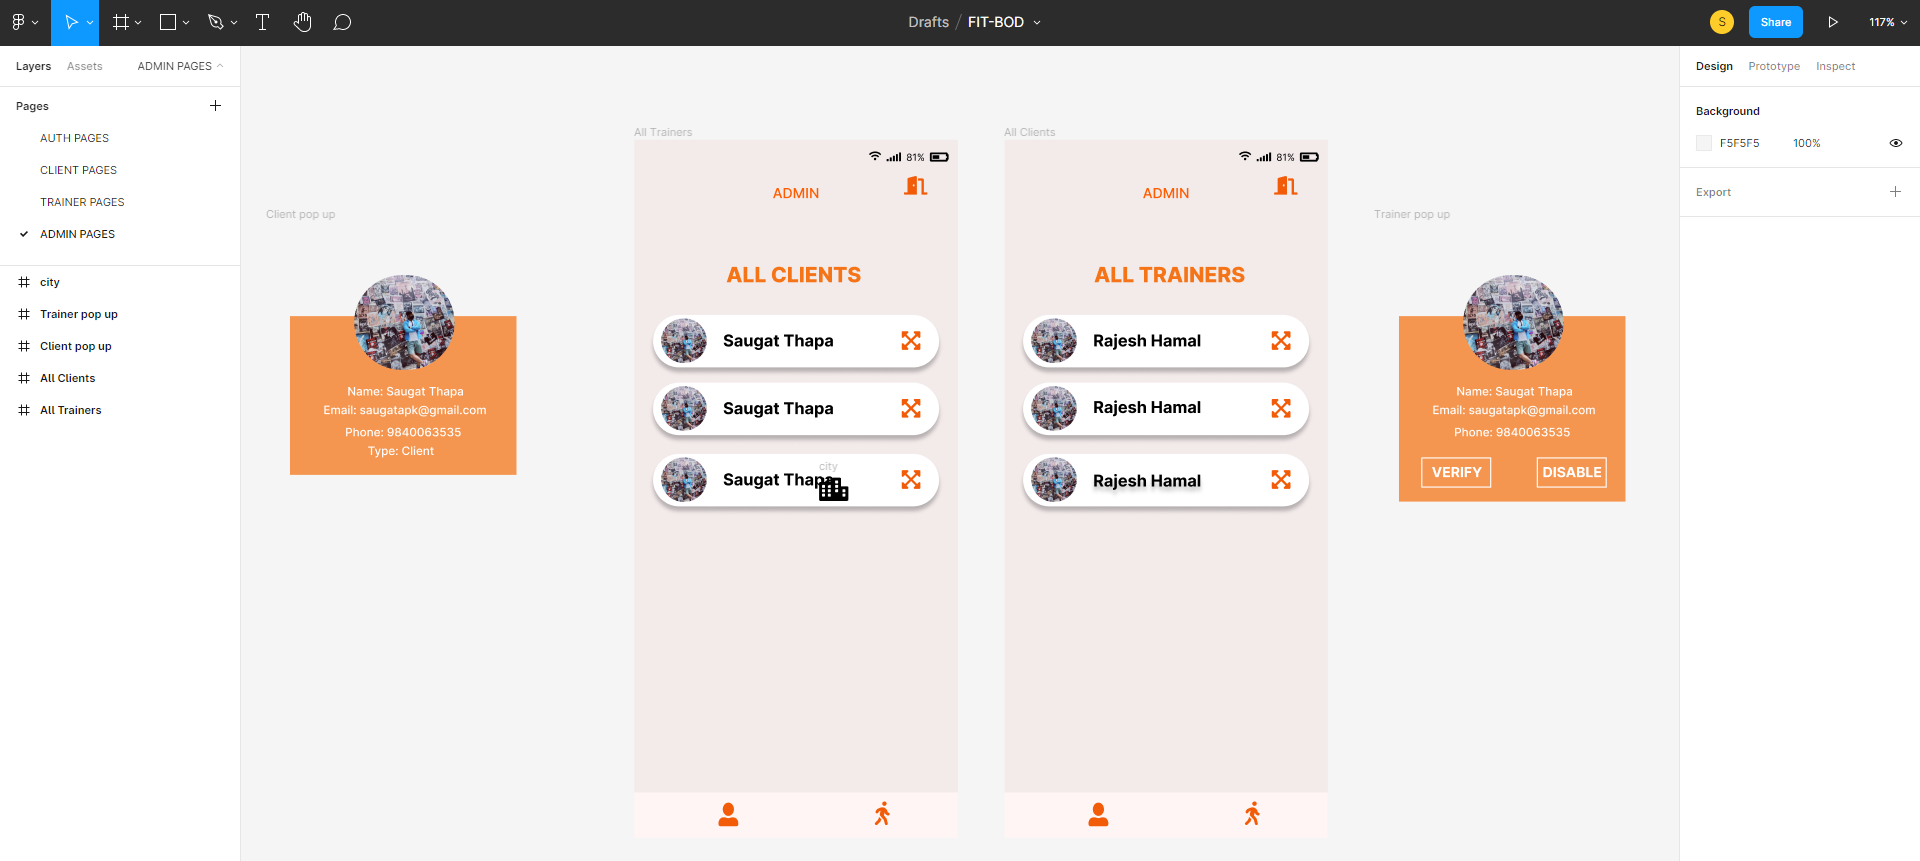 Drafts / FIT-BOD
S
Share
117%
Layers
Assets
ADMIN PAGES
Pages
AUTH PAGES
CLIENT PAGES
TRAINER PAGES
ADMIN PAGES
city
Trainer pop up
Client pop up
All Clients
All Trainers
Client pop up
Name: Saugat Thapa
Email: saugatapk@gmail.com
Phone: 9840063535
Type: Client
All Trainers
81%
ADMIN
ALL CLIENTS
Saugat Thapa
Saugat Thapa
city
Saugat Thapa
All Clients
81%
ADMIN
ALL TRAINERS
Rajesh Hamal
Rajesh Hamal
Rajesh Hamal
Trainer pop up
Name: Saugat Thapa
Email: saugatapk@gmail.com
Phone: 9840063535
VERIFY
DISABLE
Design
Prototype
Inspect
Background
F5F5F5
100%
Export